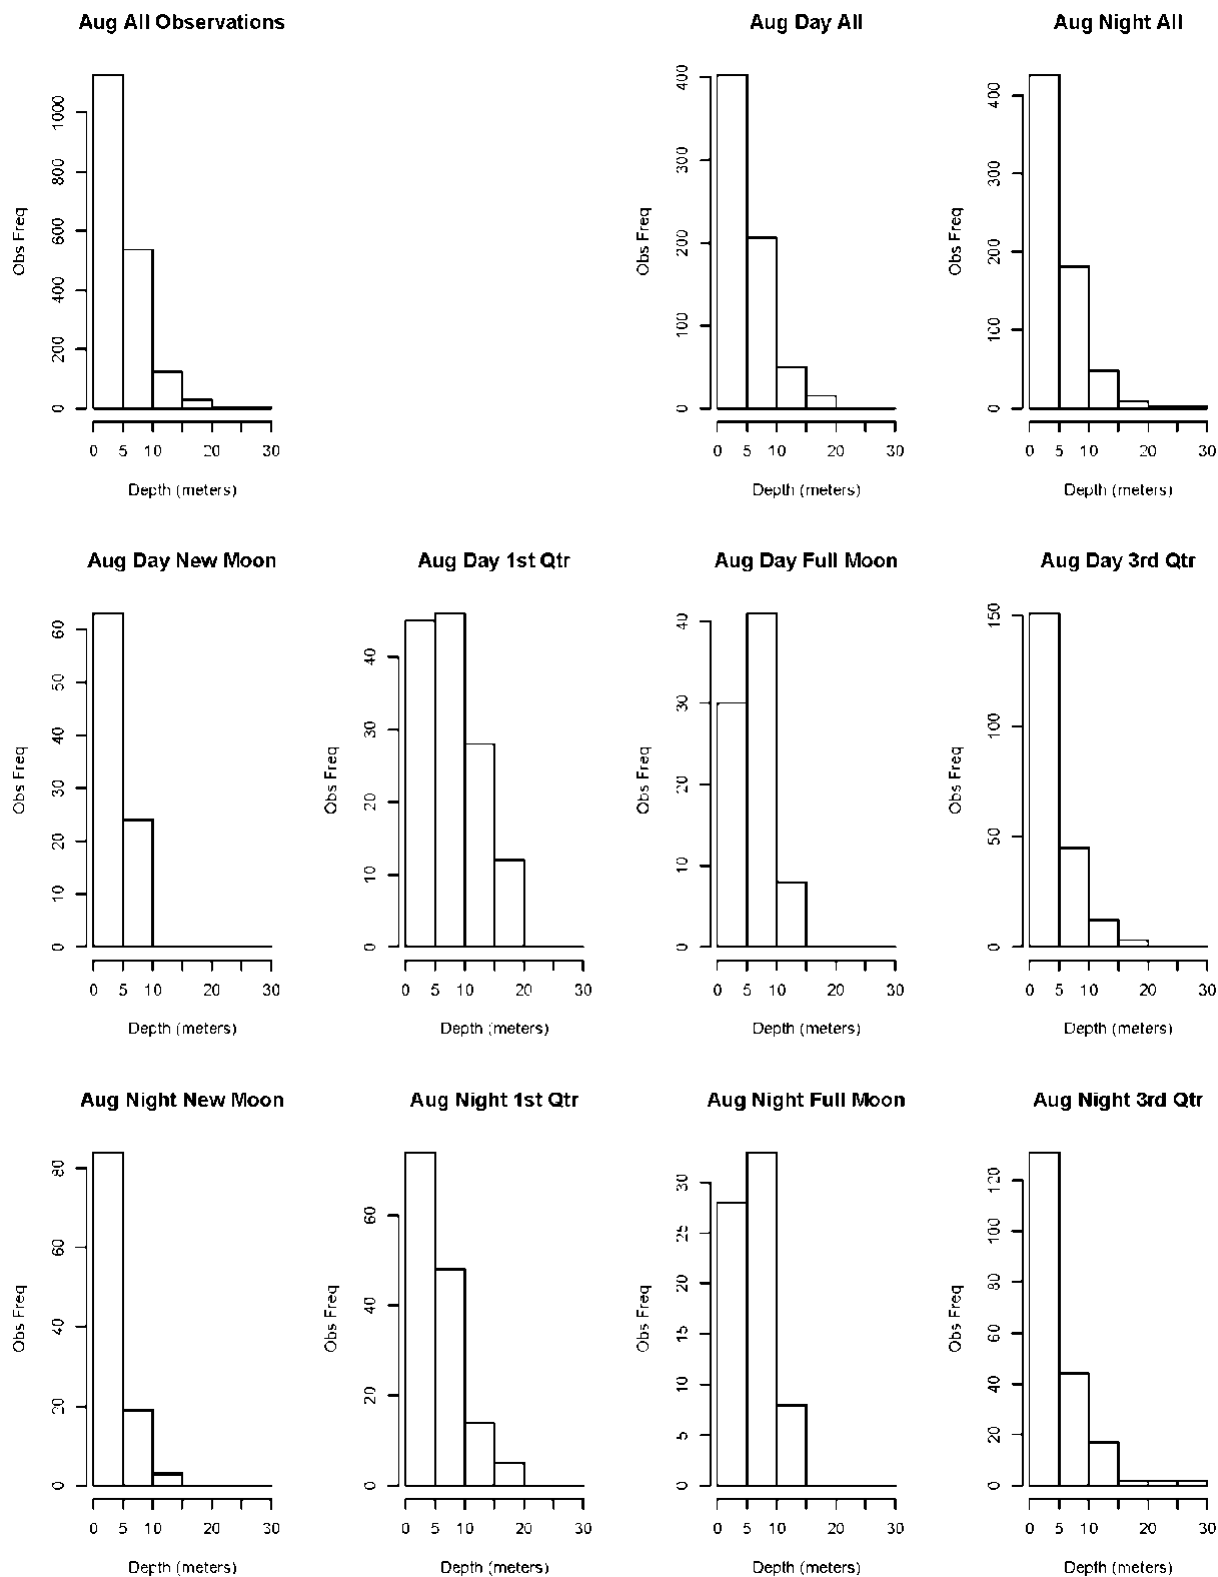 Aug All Observations
Obs Freq
0 200 400 600 800 1000
0 5 10 20 30
Depth (meters)
Aug Day All
Obs Freq
0 100 200 300 400
0 5 10 20 30
Depth (meters)
Aug Night All
Obs Freq
0 100 200 300 400
0 5 10 20 30
Depth (meters)
Aug Day New Moon
Obs Freq
0 10 20 30 40 50 60
0 5 10 20 30
Depth (meters)
Aug Day 1st Qtr
Obs Freq
0 10 20 30 40
0 5 10 20 30
Depth (meters)
Aug Day Full Moon
Obs Freq
0 10 20 30 40
0 5 10 20 30
Depth (meters)
Aug Day 3rd Qtr
Obs Freq
0 50 100 150
0 5 10 20 30
Depth (meters)
Aug Night New Moon
Obs Freq
0 20 40 60 80
0 5 10 20 30
Depth (meters)
Aug Night 1st Qtr
Obs Freq
0 20 40 60
0 5 10 20 30
Depth (meters)
Aug Night Full Moon
Obs Freq
0 5 10 15 20 25 30
0 5 10 20 30
Depth (meters)
Aug Night 3rd Qtr
Obs Freq
0 20 40 60 80 100 120
0 5 10 20 30
Depth (meters)